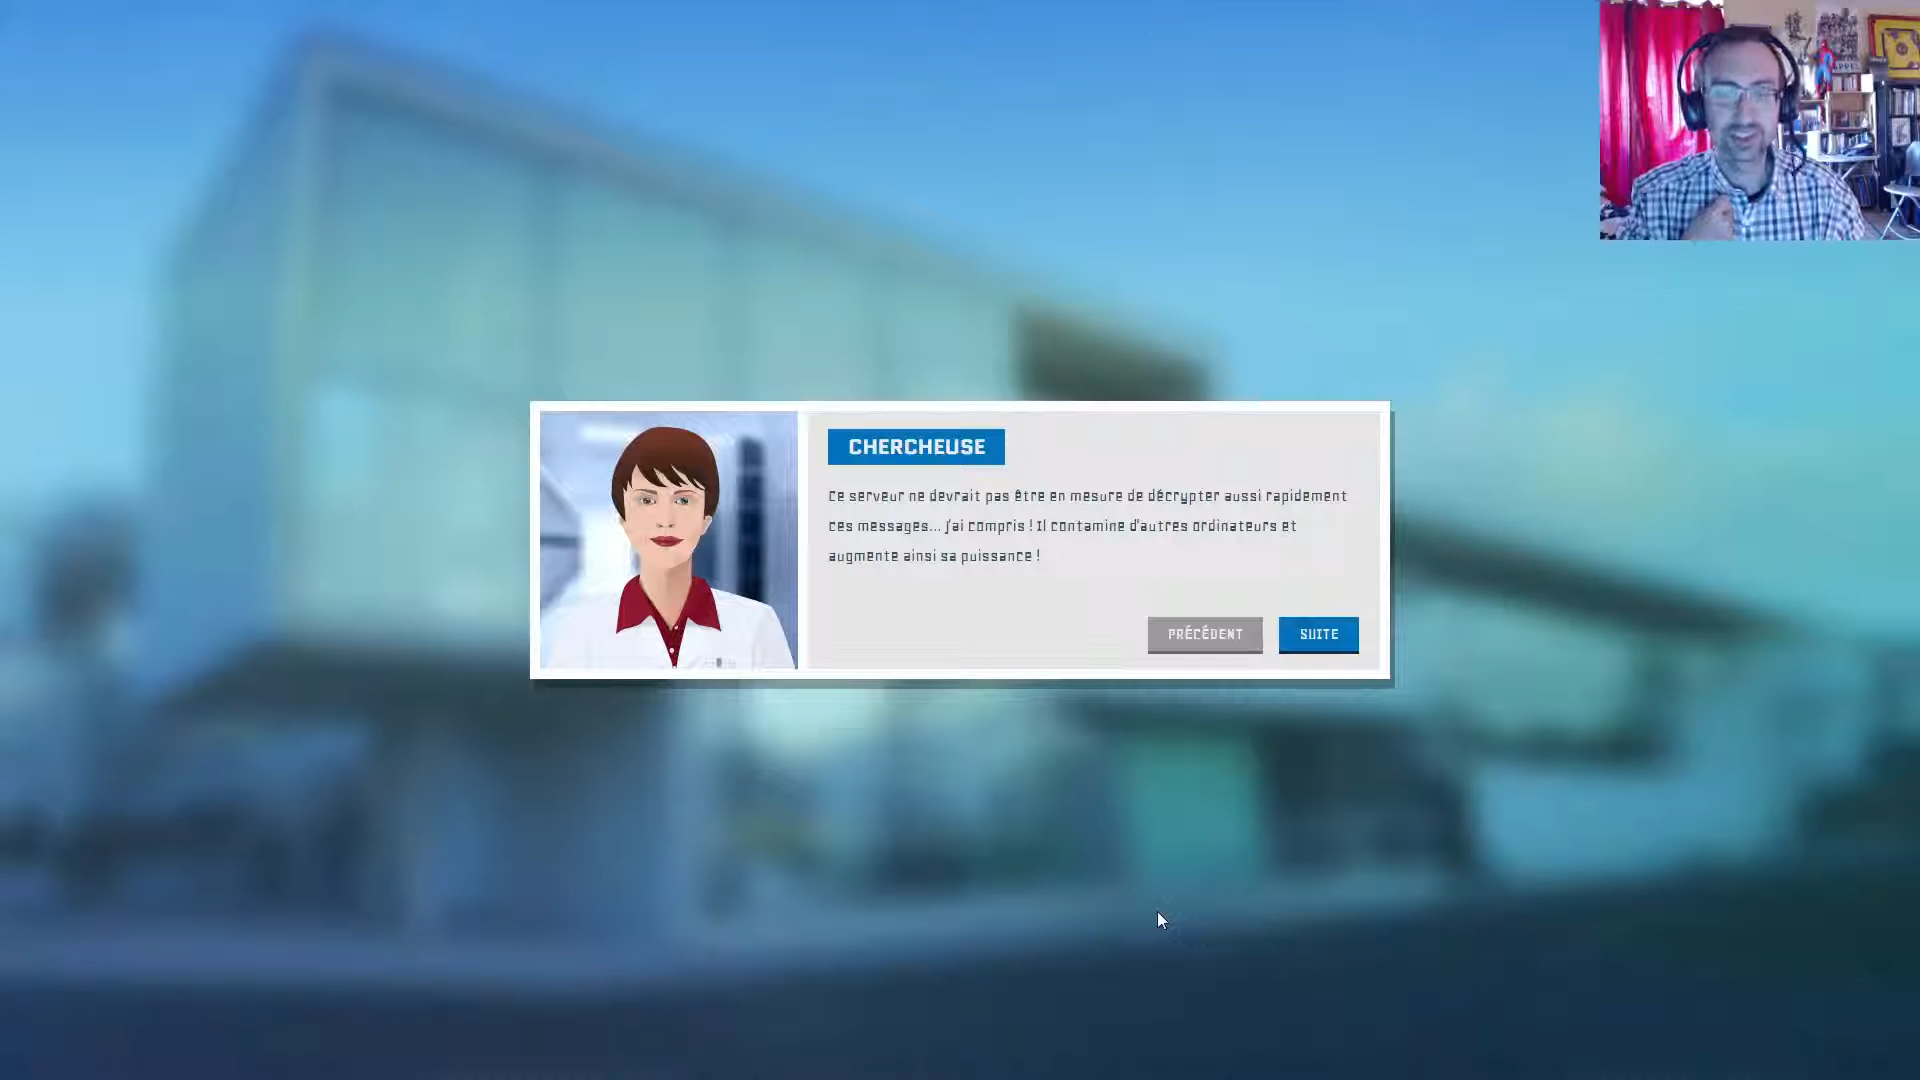 CHERCHEUSE
Ce serveur ne devrait pas être en mesure de décrypter aussi rapidement
ces messages... j'ai compris ! Il contamine d'autres ordinateurs et
augmente ainsi sa puissance !
PRÉCÉDENT
SUITE